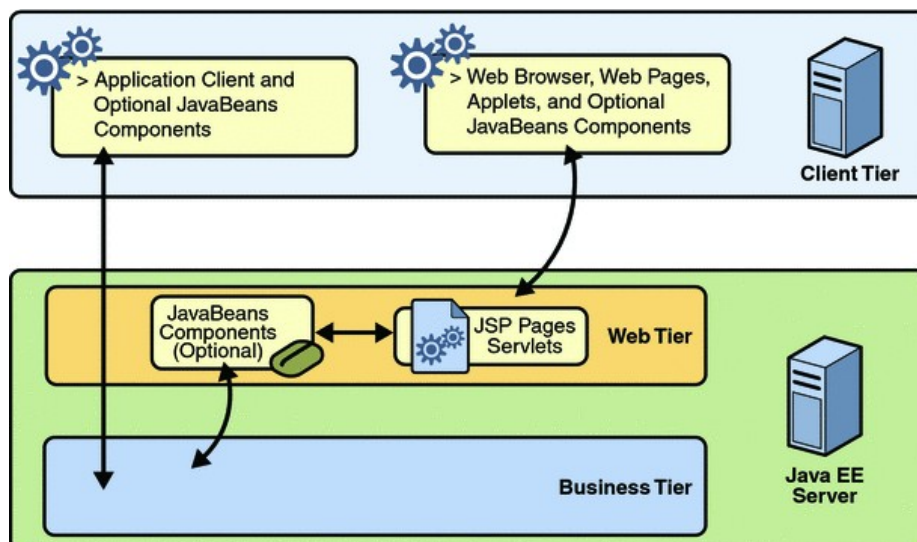 > Application Client and
Optional JavaBeans
Components
> Web Browser, Web Pages,
Applets, and Optional
JavaBeans Components
Client Tier
JavaBeans
Components
(Optional)
JSP Pages
Servlets
Web Tier
Java EE
Server
Business Tier